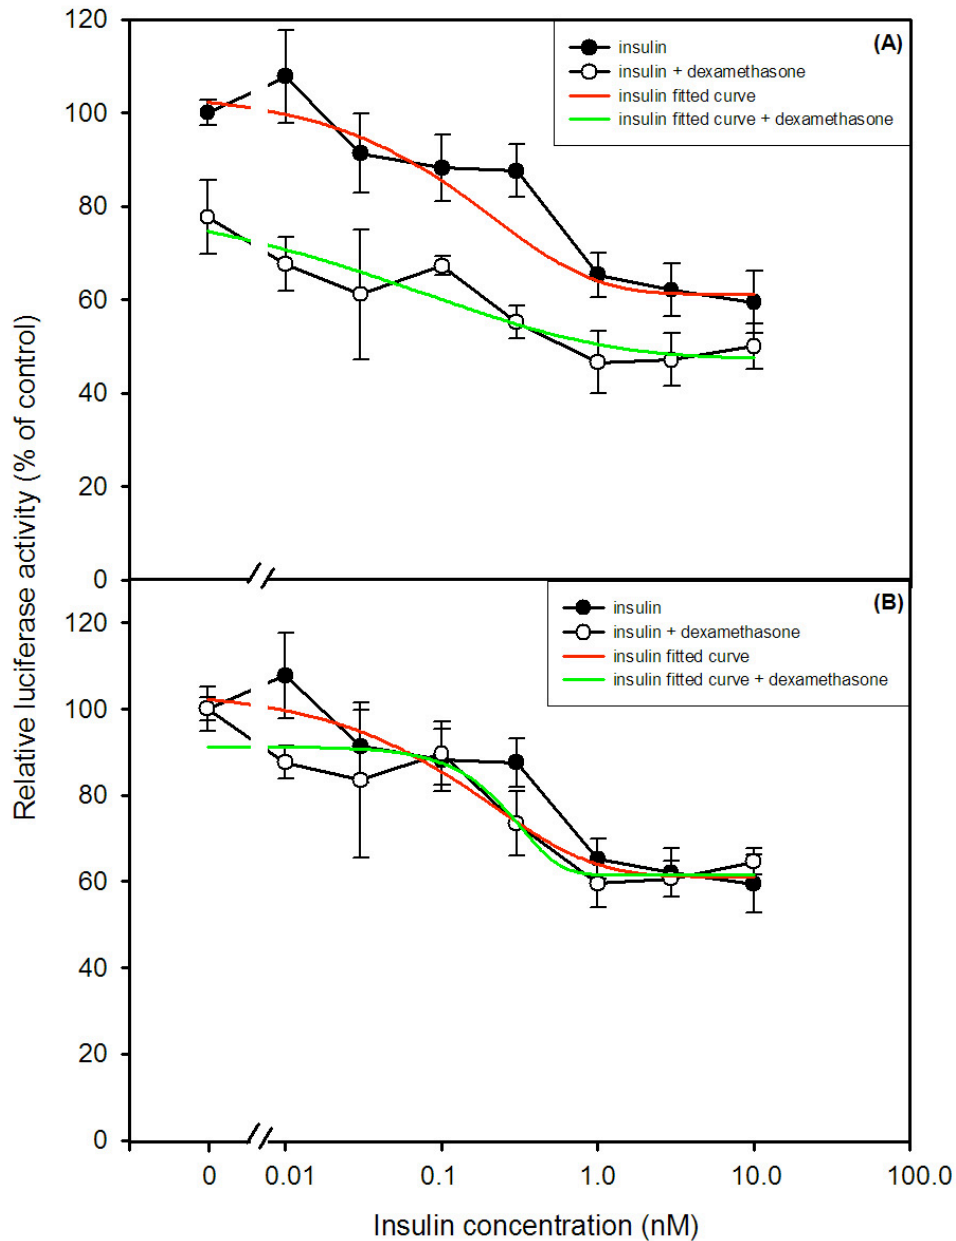 120
100
80
60
40
20
0
(A)
insulin
insulin + dexamethasone
insulin fitted curve
insulin fitted curve + dexamethasone
Relative luciferase activity (% of control)
120
100
80
60
40
20
0
(B)
insulin
insulin + dexamethasone
insulin fitted curve
insulin fitted curve + dexamethasone
0 0.01 0.1 1.0 10.0 100.0
Insulin concentration (nM)